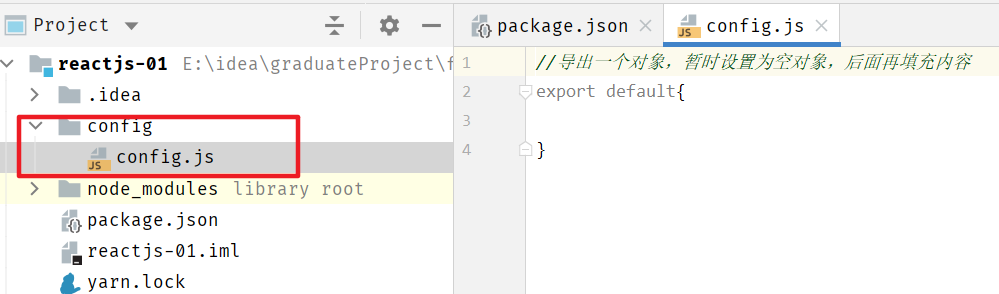 Project
package.json
config.js
reactjs-01 E:\idea\graduateProject\f
.idea
config
config.js
node_modules library root
package.json
reactjs-01.iml
yarn.lock
1 //导出一个对象，暂时设置为空对象，后面再填充内容
2 export default{
3
4 }